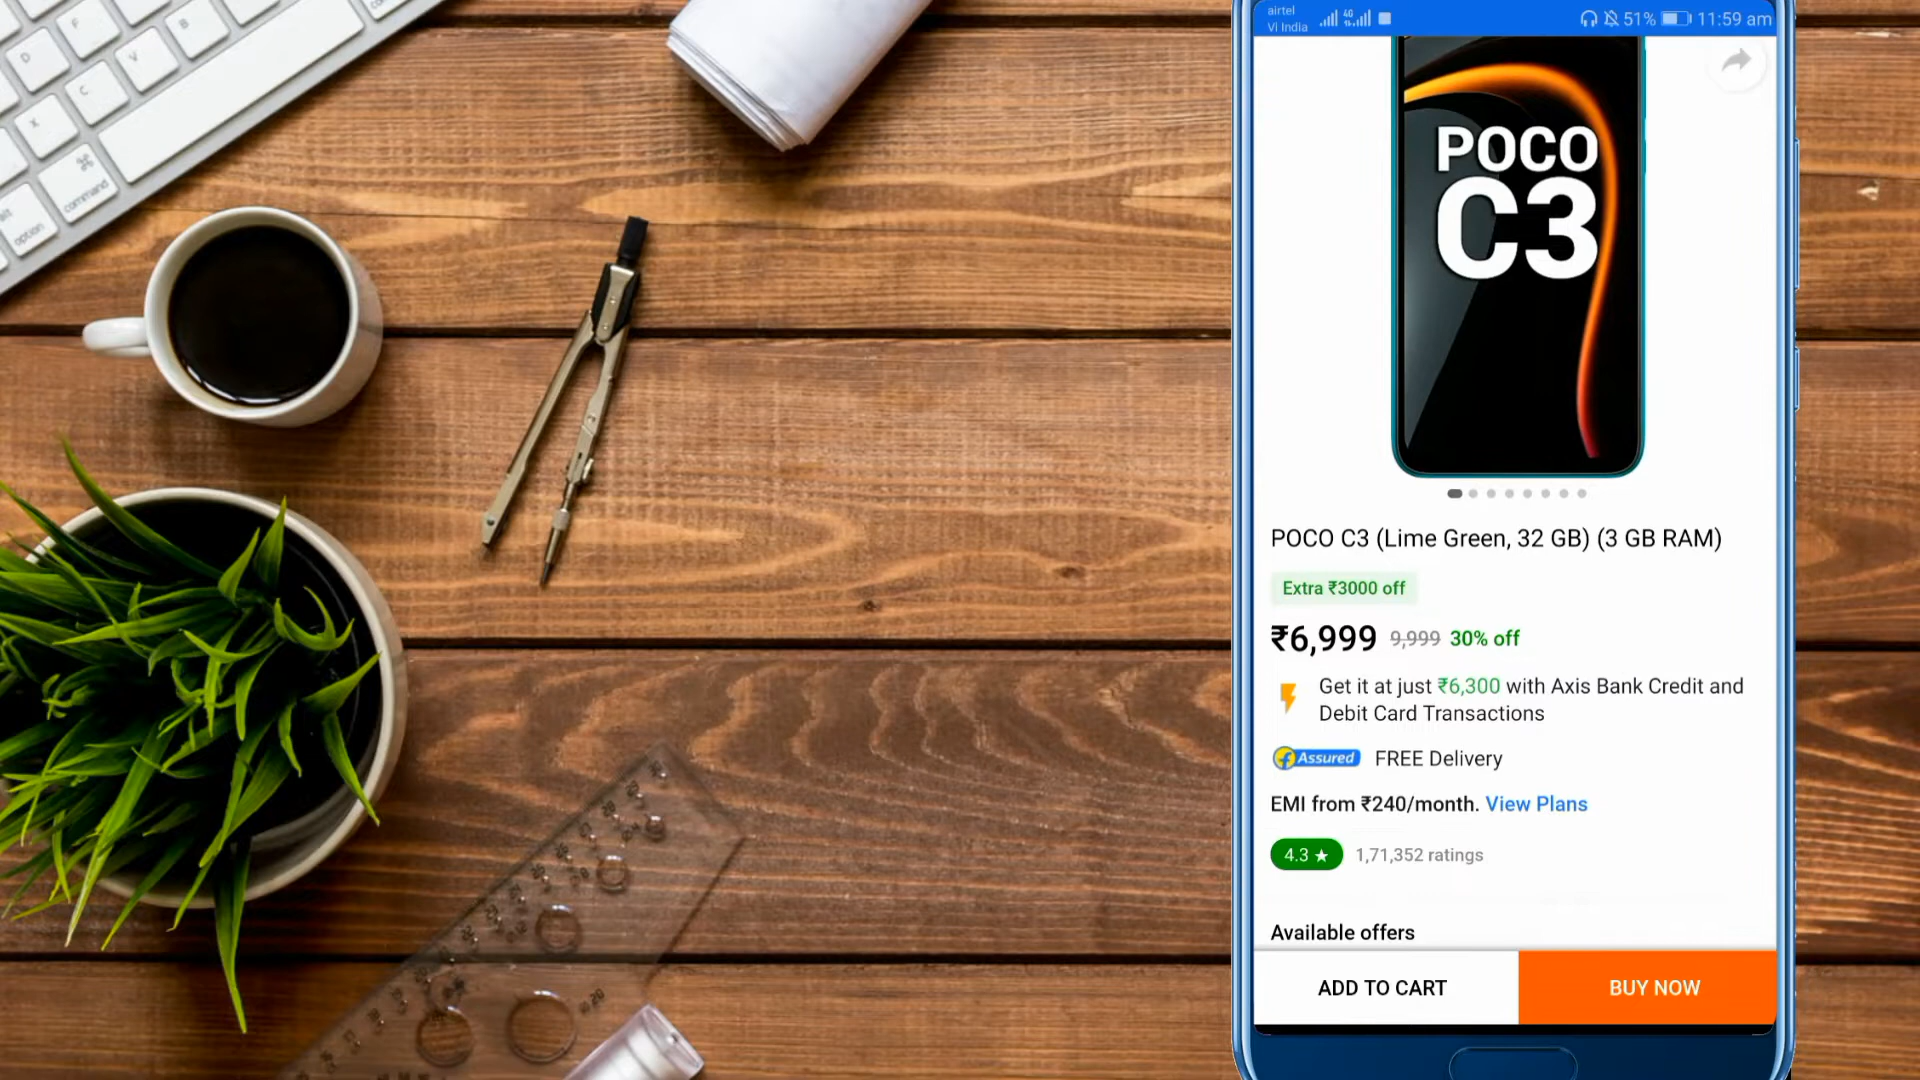 airtel
Vi India
4G
51%
11:59 am
POCO
C3
POCO C3 (Lime Green, 32 GB) (3 GB RAM)
Extra ₹3000 off
₹6,999 9,999 30% off
Get it at just ₹6,300 with Axis Bank Credit and
Debit Card Transactions
Assured FREE Delivery
EMI from ₹240/month. View Plans
4.3 ★ 1,71,352 ratings
Available offers
ADD TO CART
BUY NOW
D
F
B
V
C
X
command
option